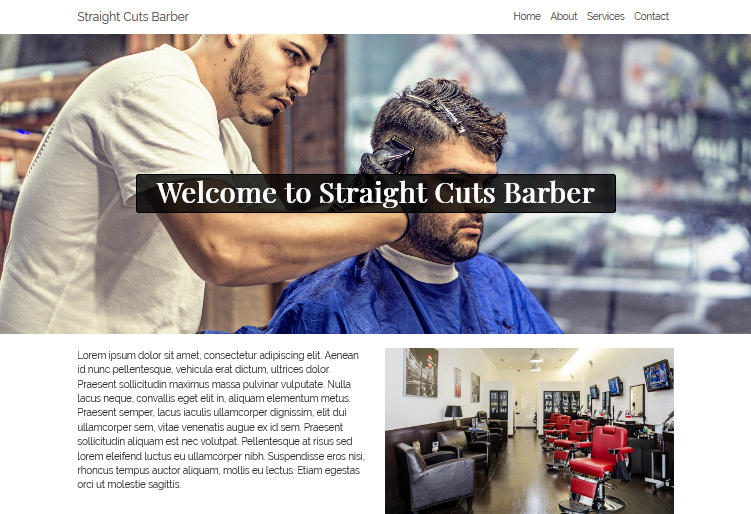 Straight Cuts Barber
Home About Services Contact
Welcome to Straight Cuts Barber
Lorem ipsum dolor sit amet, consectetur adipiscing elit. Aenean
id nunc pellentesque, vehicula erat dictum, ultrices dolor.
Praesent sollicitudin maximus massa pulvinar vulputate. Nulla
lacus neque, convallis eget elit in, aliquam elementum metus.
Praesent semper, lacus iaculis ullamcorper dignissim, elit dui
ullamcorper sem, vitae venenatis augue ex id sem. Praesent
sollicitudin aliquam est nec volutpat. Pellentesque at risus sed
lorem eleifend luctus eu ullamcorper nibh. Suspendisse eros nisi,
rhoncus tempus auctor aliquam, mollis eu lectus. Etiam egestas
orci ut molestie sagittis.